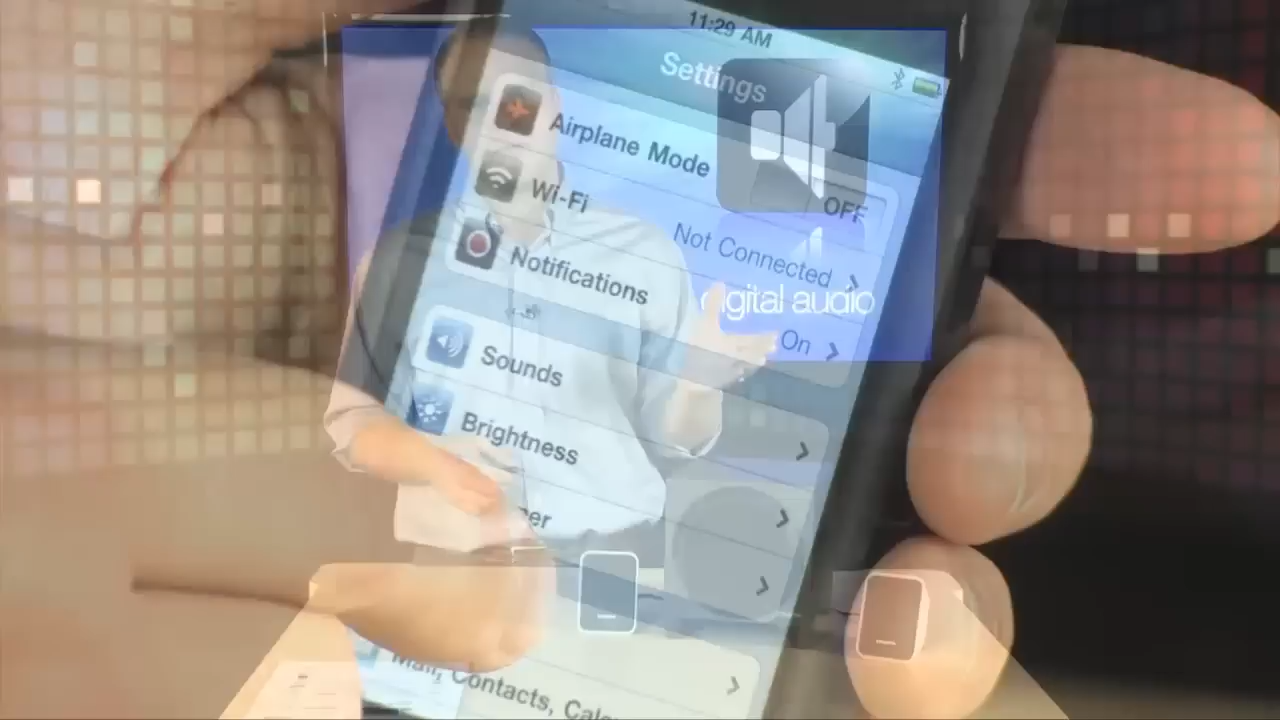 11:29 AM
Settings
Airplane Mode
OFF
Wi-Fi
Not Connected
Notifications
digital audio
On
Sounds
Brightness
Mail, Contacts,